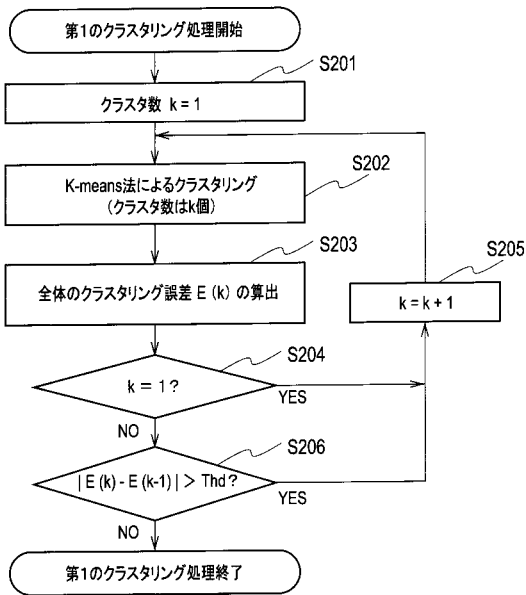 第1のクラスタリング処理開始
S201
クラスタ数 k = 1
K-means法によるクラスタリング
(クラスタ数はk個)
S202
S203
全体のクラスタリング誤差 E (k) の算出
S205
k = k + 1
S204
k = 1 ?
YES
NO
S206
| E (k) - E (k-1) | > Thd ?
YES
NO
第1のクラスタリング処理終了